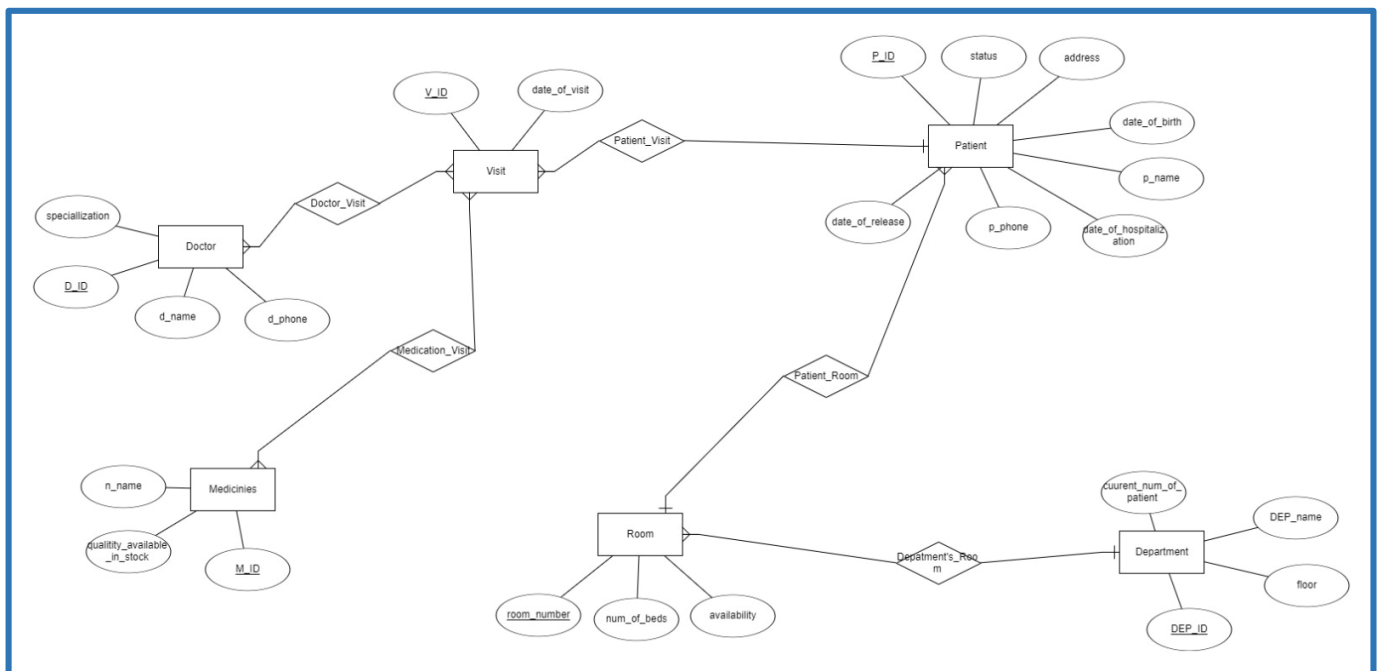 P_ID
status
address
V_ID
date_of_visit
date_of_birth
Patient_Visit
Patient
Visit
p_name
Doctor_Visit
speciallization
date_of_release
p_phone
date_of_hospitaliz
ation
Doctor
D_ID
d_name
d_phone
Medication_Visit
Patient_Room
n_name
Medicinies
cuurent_num_of_
patient
DEP_name
qualitity_available
_in_stock
M_ID
Room
Depatment's_Roo
m
Department
floor
room_number
num_of_beds
availability
DEP_ID